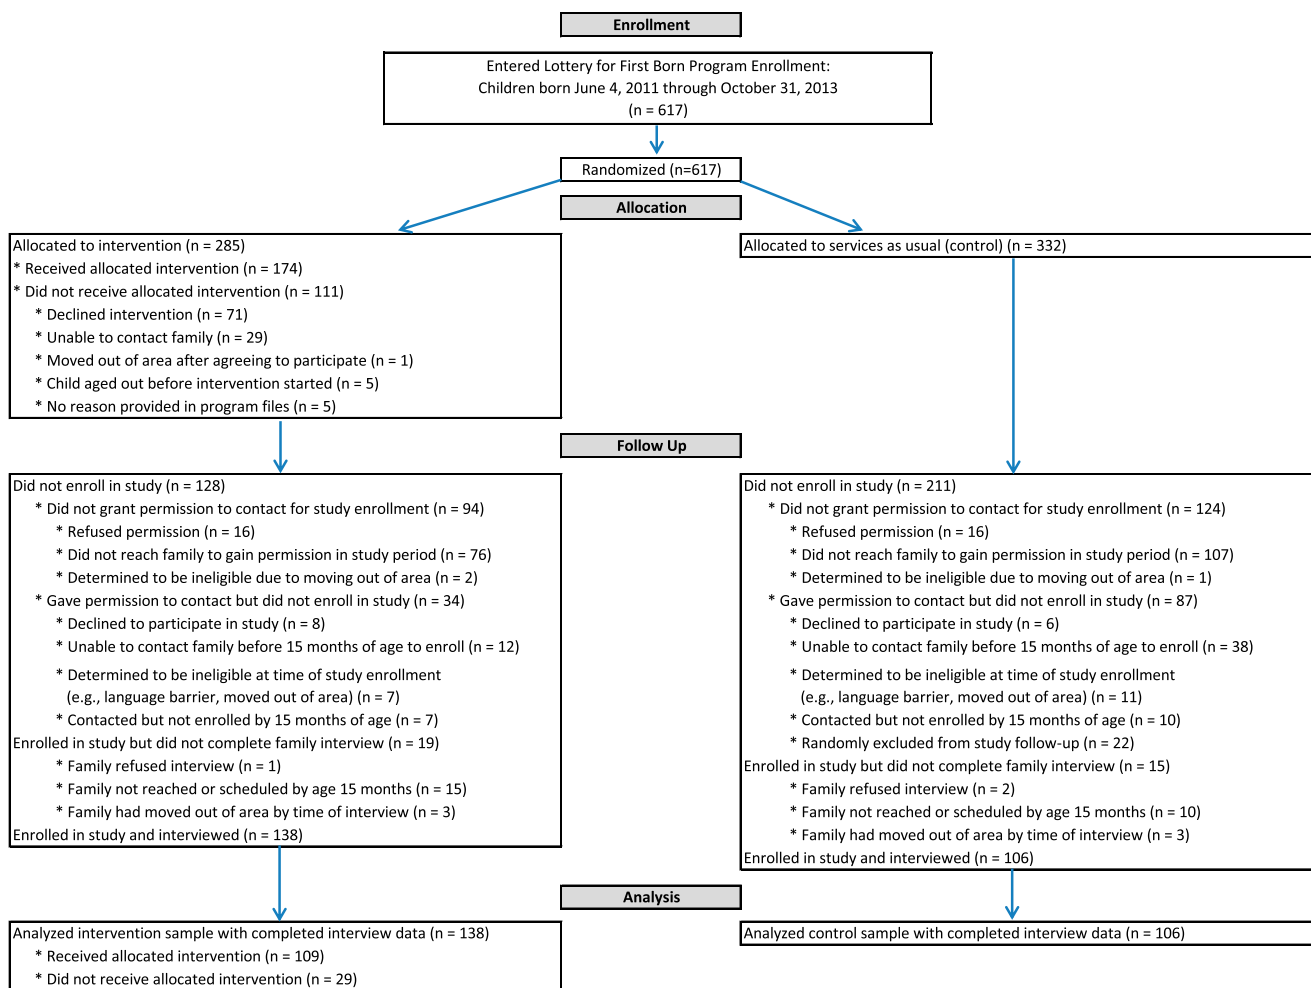 Enrollment
Entered Lottery for First Born Program Enrollment:
Children born June 4, 2011 through October 31, 2013
(n = 617)
Randomized (n=617)
Allocation
Allocated to intervention (n = 285)
* Received allocated intervention (n = 174)
* Did not receive allocated intervention (n = 111)
* Declined intervention (n = 71)
* Unable to contact family (n = 29)
* Moved out of area after agreeing to participate (n = 1)
* Child aged out before intervention started (n = 5)
* No reason provided in program files (n = 5)
Allocated to services as usual (control) (n = 332)
Follow Up
Did not enroll in study (n = 128)
* Did not grant permission to contact for study enrollment (n = 94)
* Refused permission (n = 16)
* Did not reach family to gain permission in study period (n = 76)
* Determined to be ineligible due to moving out of area (n = 2)
* Gave permission to contact but did not enroll in study (n = 34)
* Declined to participate in study (n = 8)
* Unable to contact family before 15 months of age to enroll (n = 12)
* Determined to be ineligible at time of study enrollment
(e.g., language barrier, moved out of area) (n = 7)
* Contacted but not enrolled by 15 months of age (n = 7)
Enrolled in study but did not complete family interview (n = 19)
* Family refused interview (n = 1)
* Family not reached or scheduled by age 15 months (n = 15)
* Family had moved out of area by time of interview (n = 3)
Enrolled in study and interviewed (n = 138)
Did not enroll in study (n = 211)
* Did not grant permission to contact for study enrollment (n = 124)
* Refused permission (n = 16)
* Did not reach family to gain permission in study period (n = 107)
* Determined to be ineligible due to moving out of area (n = 1)
* Gave permission to contact but did not enroll in study (n = 87)
* Declined to participate in study (n = 6)
* Unable to contact family before 15 months of age to enroll (n = 38)
* Determined to be ineligible at time of study enrollment
(e.g., language barrier, moved out of area) (n = 11)
* Contacted but not enrolled by 15 months of age (n = 10)
* Randomly excluded from study follow-up (n = 22)
Enrolled in study but did not complete family interview (n = 15)
* Family refused interview (n = 2)
* Family not reached or scheduled by age 15 months (n = 10)
* Family had moved out of area by time of interview (n = 3)
Enrolled in study and interviewed (n = 106)
Analysis
Analyzed intervention sample with completed interview data (n = 138)
* Received allocated intervention (n = 109)
* Did not receive allocated intervention (n = 29)
Analyzed control sample with completed interview data (n = 106)